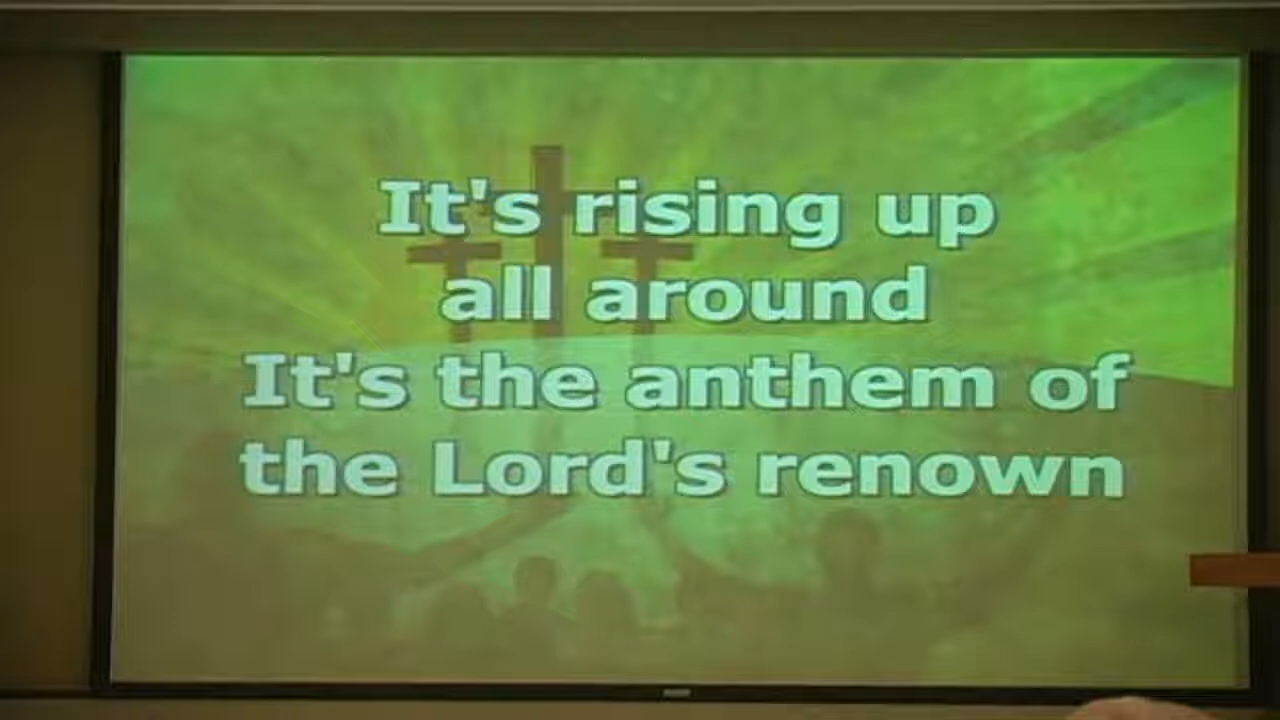 It's rising up
all around
It's the anthem of
the Lord's renown